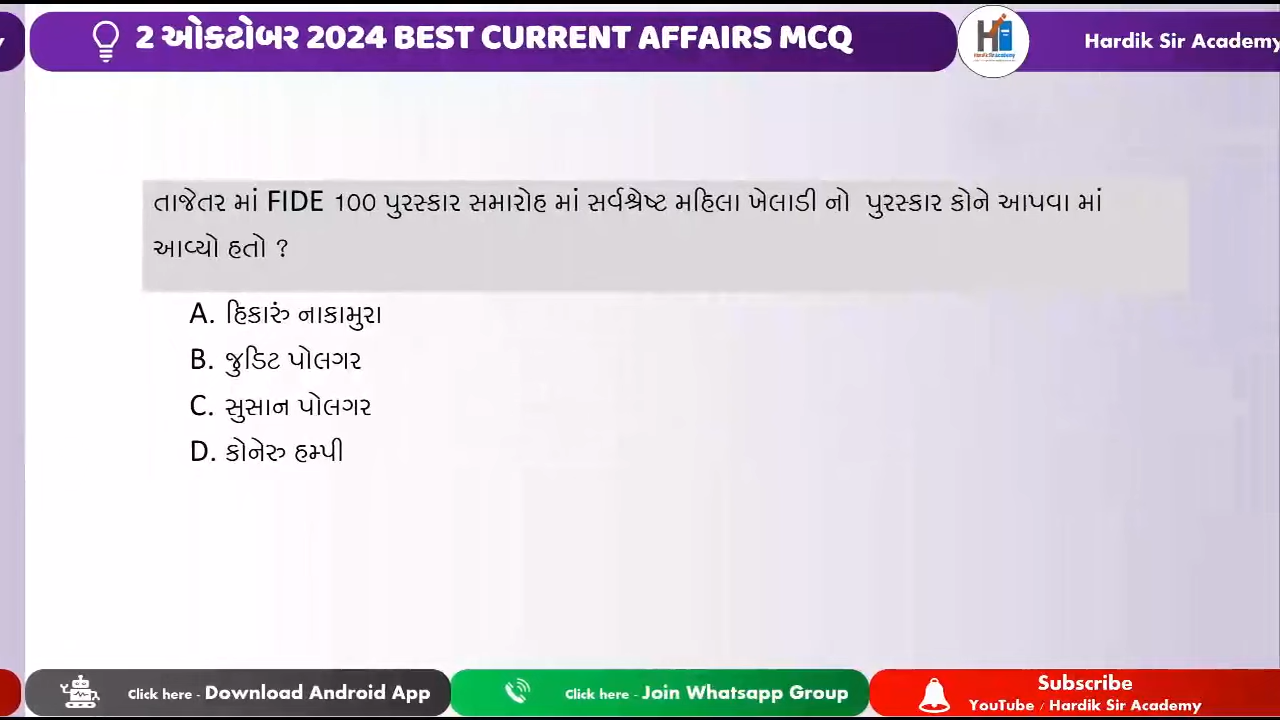 2 ઓક્ટોબર 2024 BEST CURRENT AFFAIRS MCQ
Hardik Sir Academy
તાજેતર માં FIDE 100 પુરસ્કાર સમારોહ માં સર્વશ્રેષ્ટ મહિલા ખેલાડી નો પુરસ્કાર કોને આપવા માં
આવ્યો હતો ?
A. હિકારું નાકામુરા
B. જુડિટ પોલગર
C. સુસાન પોલગર
D. કોનેરુ હમ્પી
Click here - Download Android App
Click here - Join Whatsapp Group
Subscribe
YouTube / Hardik Sir Academy